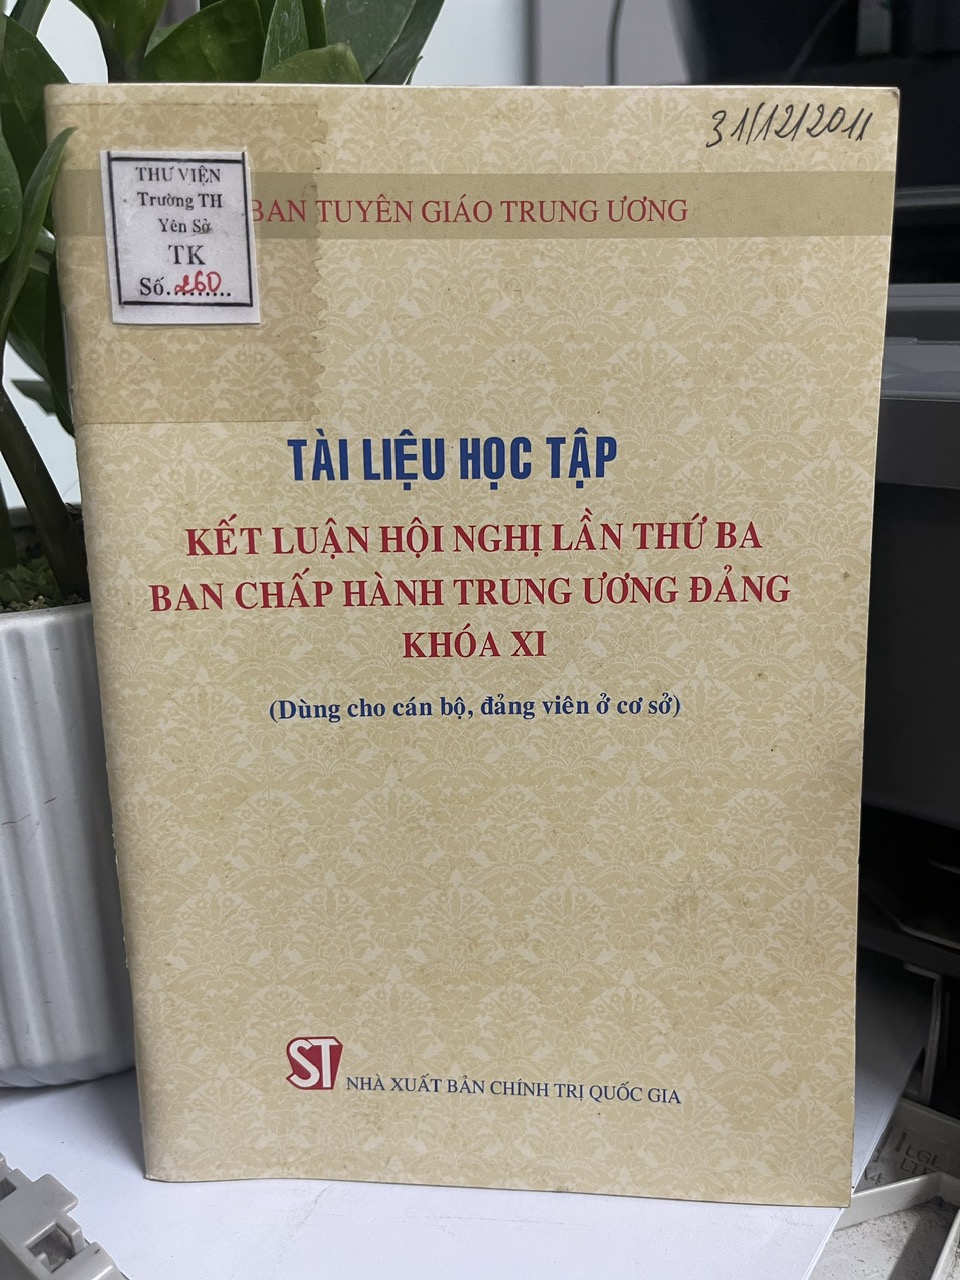 31/12/2011
THƯ VIỆN
Trường TH
Yên Sở
TK
Số.260........
BAN TUYÊN GIÁO TRUNG ƯƠNG
TÀI LIỆU HỌC TẬP
KẾT LUẬN HỘI NGHỊ LẦN THỨ BA
BAN CHẤP HÀNH TRUNG ƯƠNG ĐẢNG
KHÓA XI
(Dùng cho cán bộ, đảng viên ở cơ sở)
ST
NHÀ XUẤT BẢN CHÍNH TRỊ QUỐC GIA
LGL